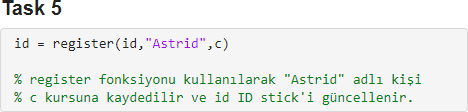 Task 5
id = register(id,"Astrid",c)
% register fonksiyonu kullanılarak "Astrid" adlı kişi
% c kursuna kaydedilir ve id ID stick'i güncellenir.